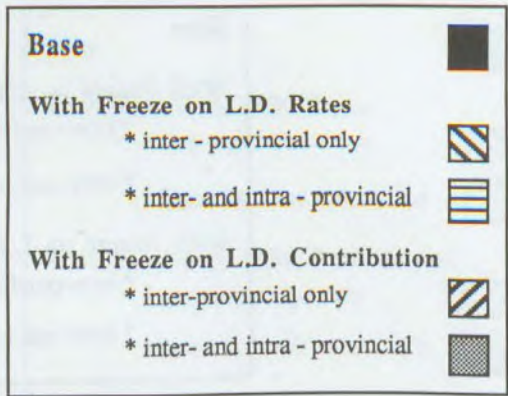 Base
With Freeze on L.D. Rates
* inter - provincial only
* inter- and intra - provincial
With Freeze on L.D. Contribution
* inter-provincial only
* inter- and intra - provincial